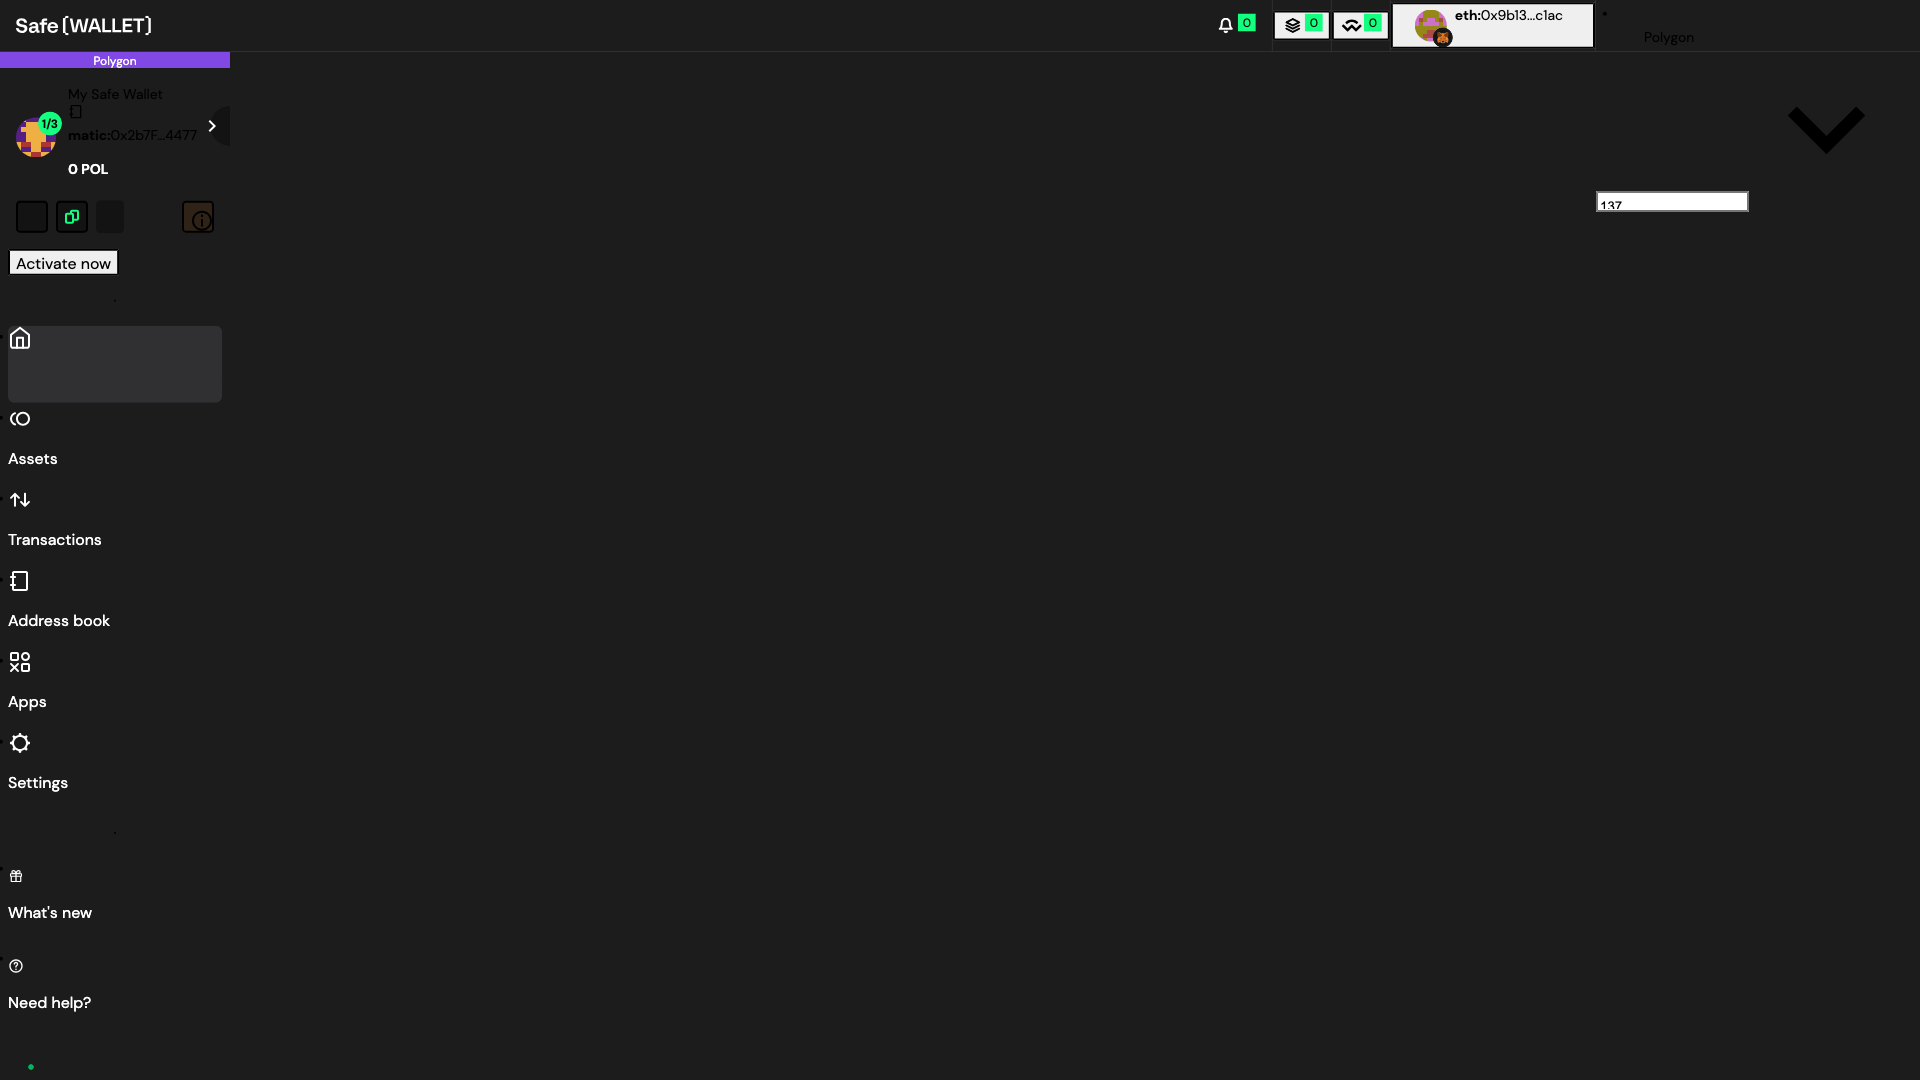 Safe{WALLET}
0
0
0
eth:0x9b13...c1ac
Polygon
Polygon
My Safe Wallet
1/3
matic:0x2b7F...4477
0 POL
137
Activate now
Assets
Transactions
Address book
Apps
Settings
What's new
Need help?